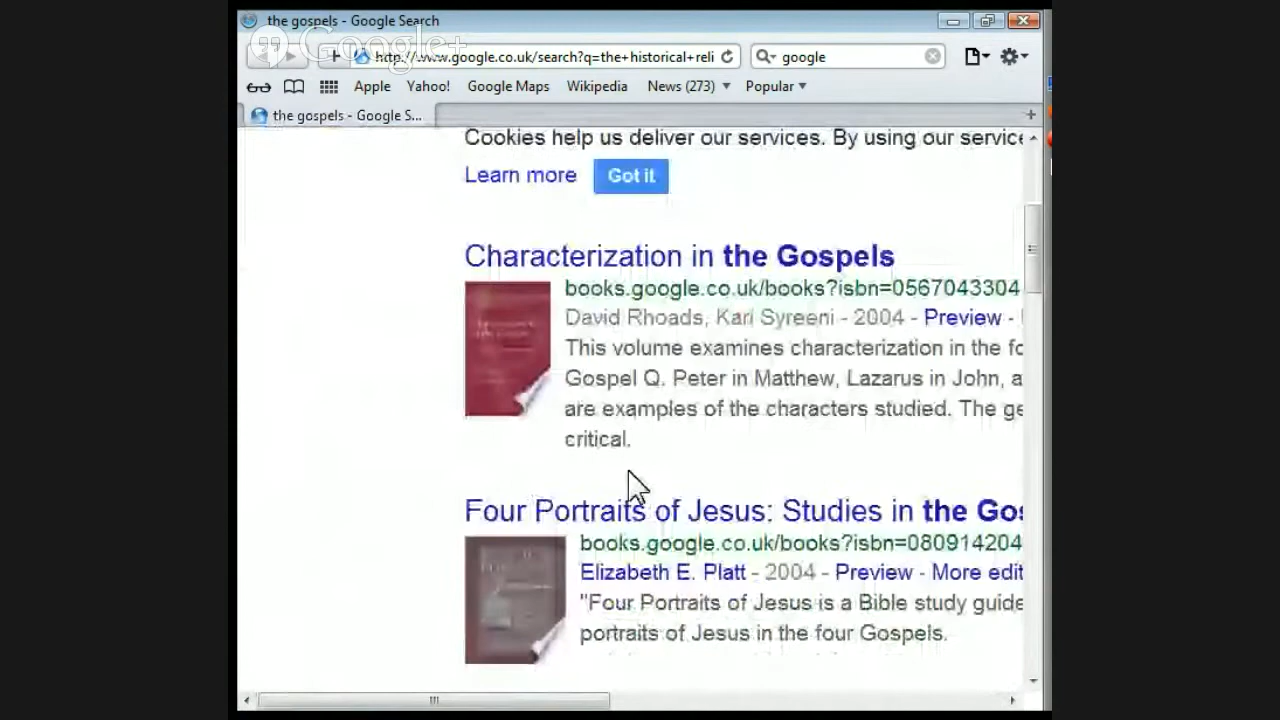 the gospels - Google Search
Google+
http://www.google.co.uk/search?q=the+historical+reli
google
Apple Yahoo! Google Maps Wikipedia News (273) Popular
the gospels - Google S...
Cookies help us deliver our services. By using our service
Learn more Got it
Characterization in the Gospels
books.google.co.uk/books?isbn=0567043304
David Rhoads, Kari Syreeni - 2004 - Preview -
This volume examines characterization in the fo
Gospel Q. Peter in Matthew, Lazarus in John, a
are examples of the characters studied. The ge
critical.
Four Portraits of Jesus: Studies in the Gos
books.google.co.uk/books?isbn=080914204
Elizabeth E. Platt - 2004 - Preview - More edit
"Four Portraits of Jesus is a Bible study guide
portraits of Jesus in the four Gospels.